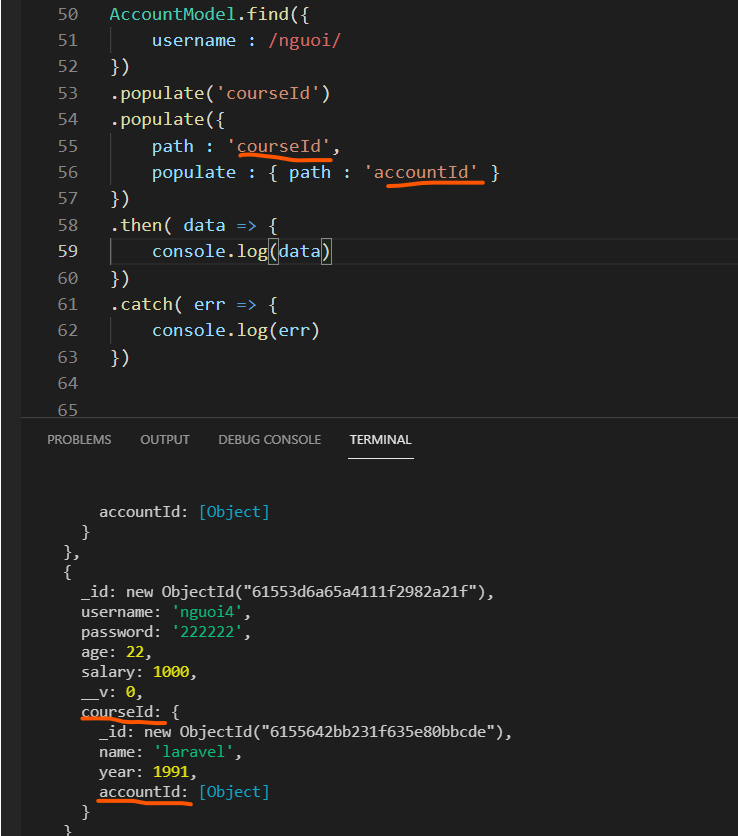 50 AccountModel.find({
51 username : /nguoi/
52 })
53 .populate('courseId')
54 .populate({
55 path : 'courseId',
56 populate : { path : 'accountId' }
57 })
58 .then( data => {
59 console.log(data)
60 })
61 .catch( err => {
62 console.log(err)
63 })
64
65
PROBLEMS OUTPUT DEBUG CONSOLE TERMINAL
accountId: [Object]
}
},
{
_id: new ObjectId("61553d6a65a4111f2982a21f"),
username: 'nguoi4',
password: '222222',
age: 22,
salary: 1000,
__v: 0,
courseId: {
_id: new ObjectId("6155642bb231f635e80bbcde"),
name: 'laravel',
year: 1991,
accountId: [Object]
}
}